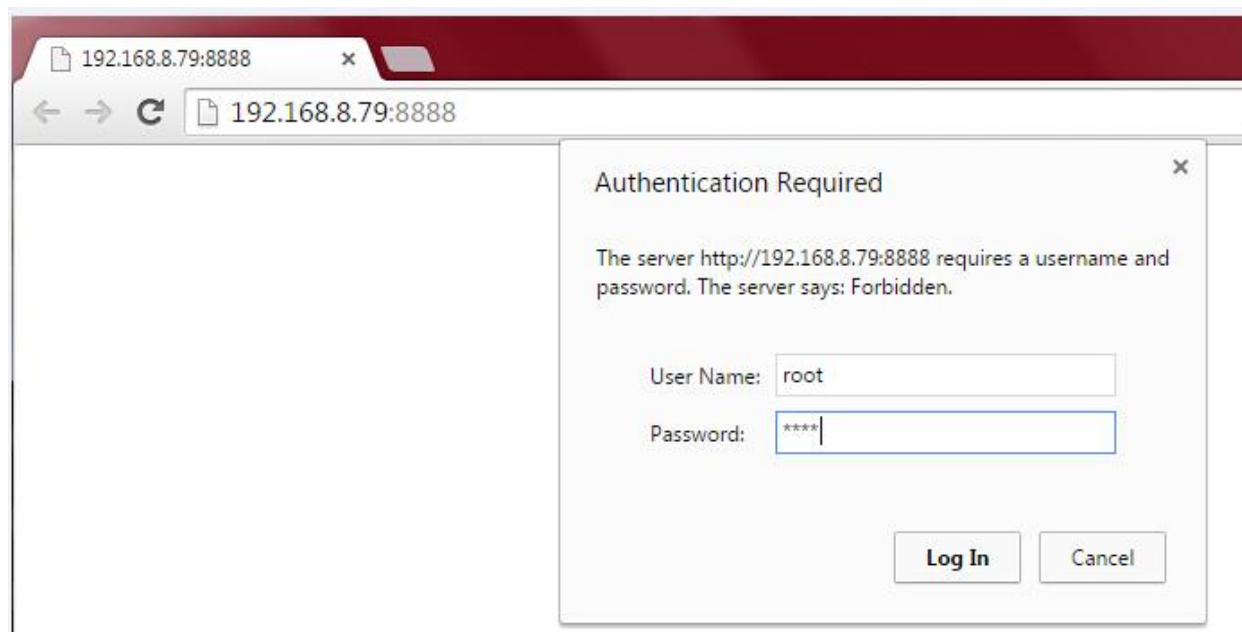 192.168.8.79:8888
192.168.8.79:8888
Authentication Required
The server http://192.168.8.79:8888 requires a username and
password. The server says: Forbidden.
User Name: root
Password: ****
Log In Cancel